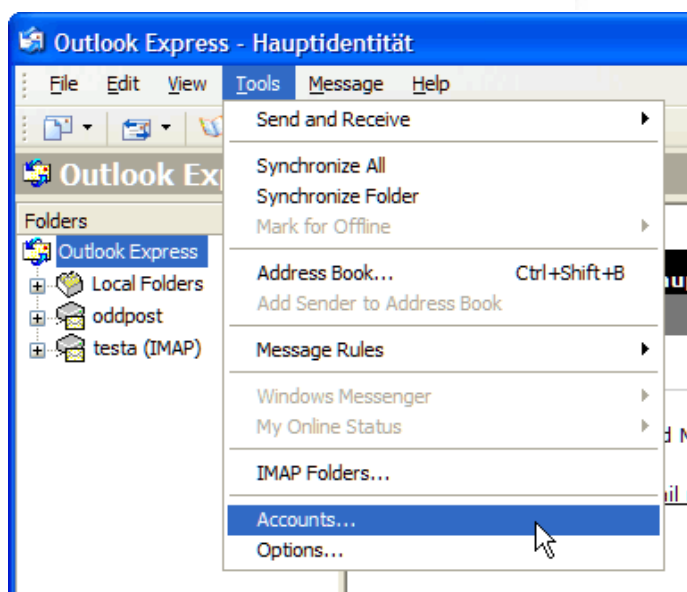 Outlook Express - Hauptidentität
File Edit View Tools Message Help
Send and Receive
Outlook
Synchronize All
Synchronize Folder
Folders
Mark for Offline
Outlook Express
Address Book... Ctrl+Shift+B
Local Folders
Add Sender to Address Book
oddpost
testa (IMAP)
Message Rules
Windows Messenger
My Online Status
IMAP Folders...
Accounts...
Options...